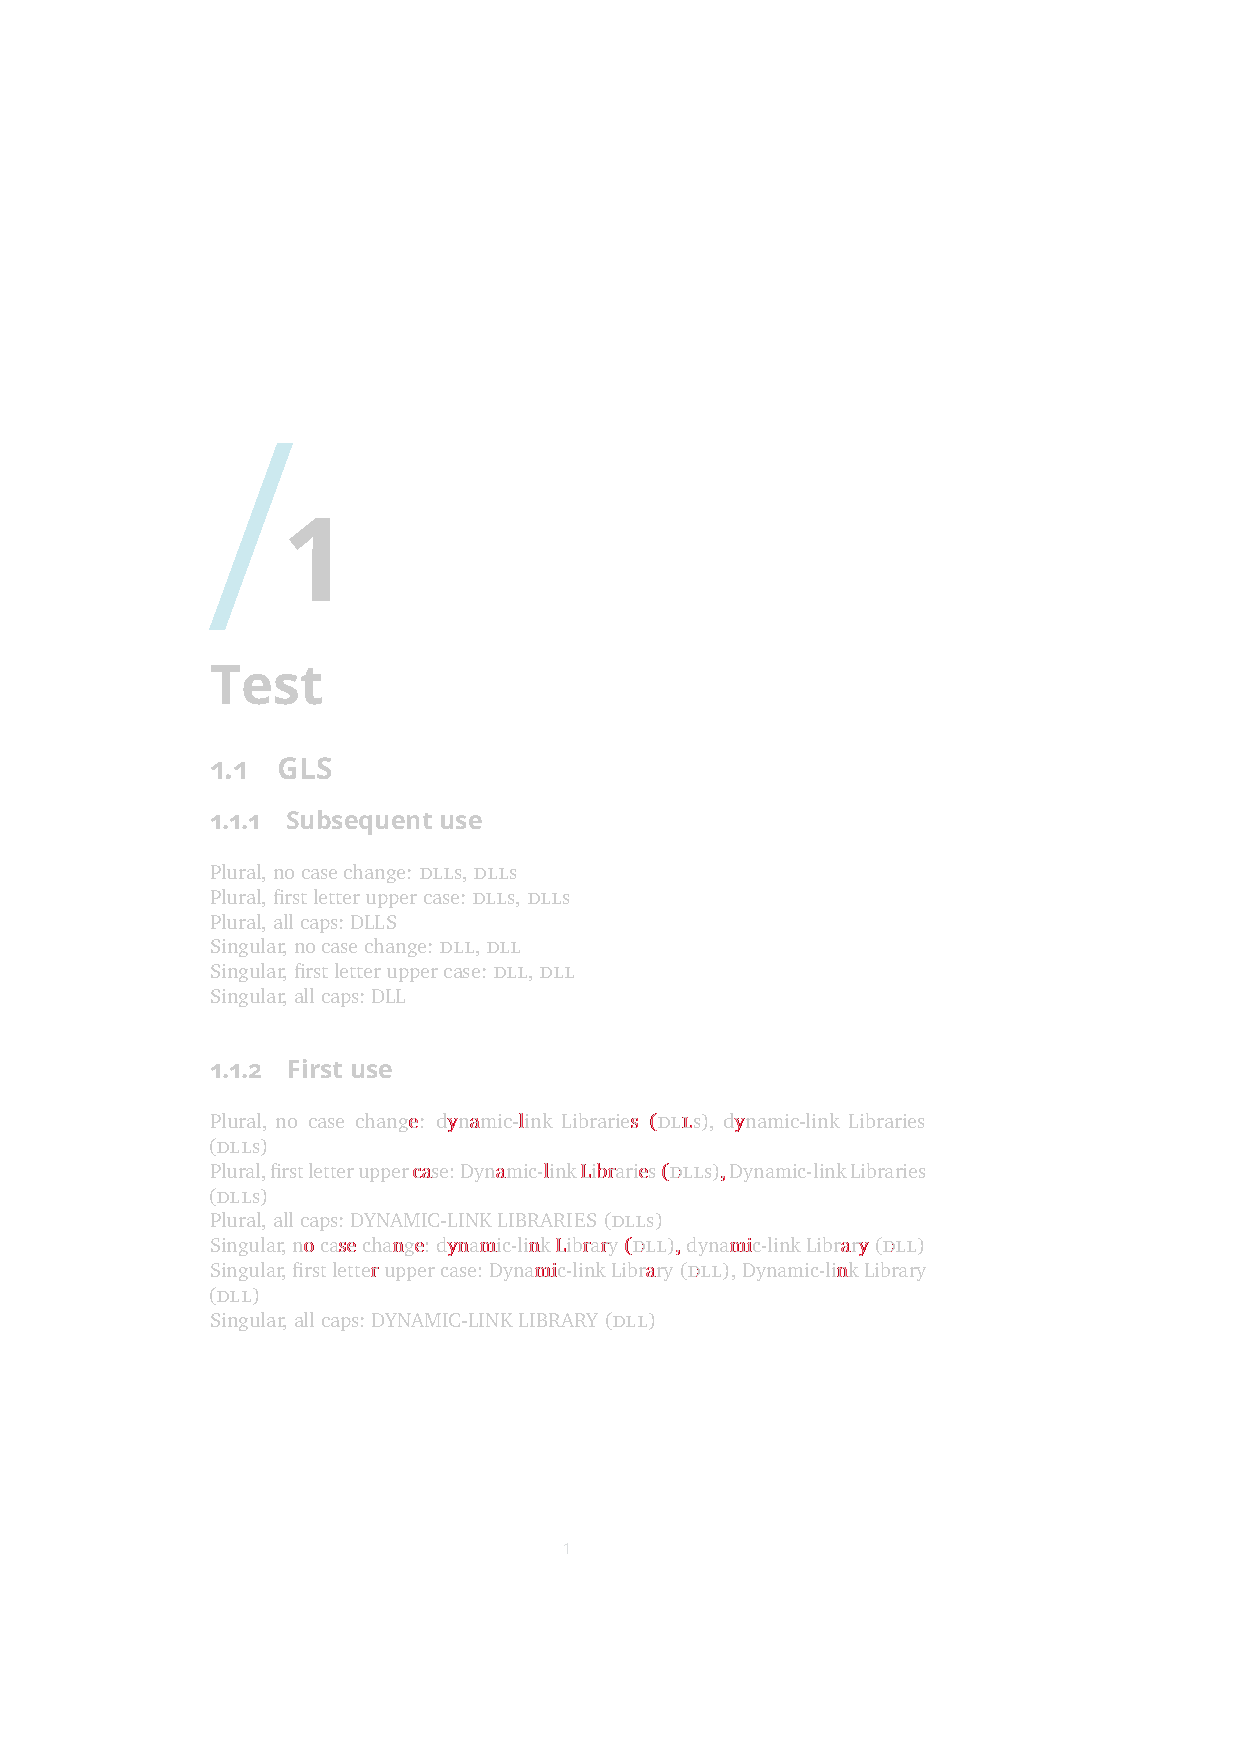 /1
Test
1.1 GLS
1.1.1 Subsequent use
Plural, no case change: DLLs, DLLs
Plural, first letter upper case: DLLs, DLLs
Plural, all caps: DLLS
Singular, no case change: DLL, DLL
Singular, first letter upper case: DLL, DLL
Singular, all caps: DLL
1.1.2 First use
Plural, no case change: dynamic-link Libraries (DLLs), dynamic-link Libraries
(DLLs)
Plural, first letter upper case: Dynamic-link Libraries (DLLs), Dynamic-link Libraries
(DLLs)
Plural, all caps: DYNAMIC-LINK LIBRARIES (DLLs)
Singular, no case change: dynamic-link Library (DLL), dynamic-link Library (DLL)
Singular, first letter upper case: Dynamic-link Library (DLL), Dynamic-link Library
(DLL)
Singular, all caps: DYNAMIC-LINK LIBRARY (DLL)
1